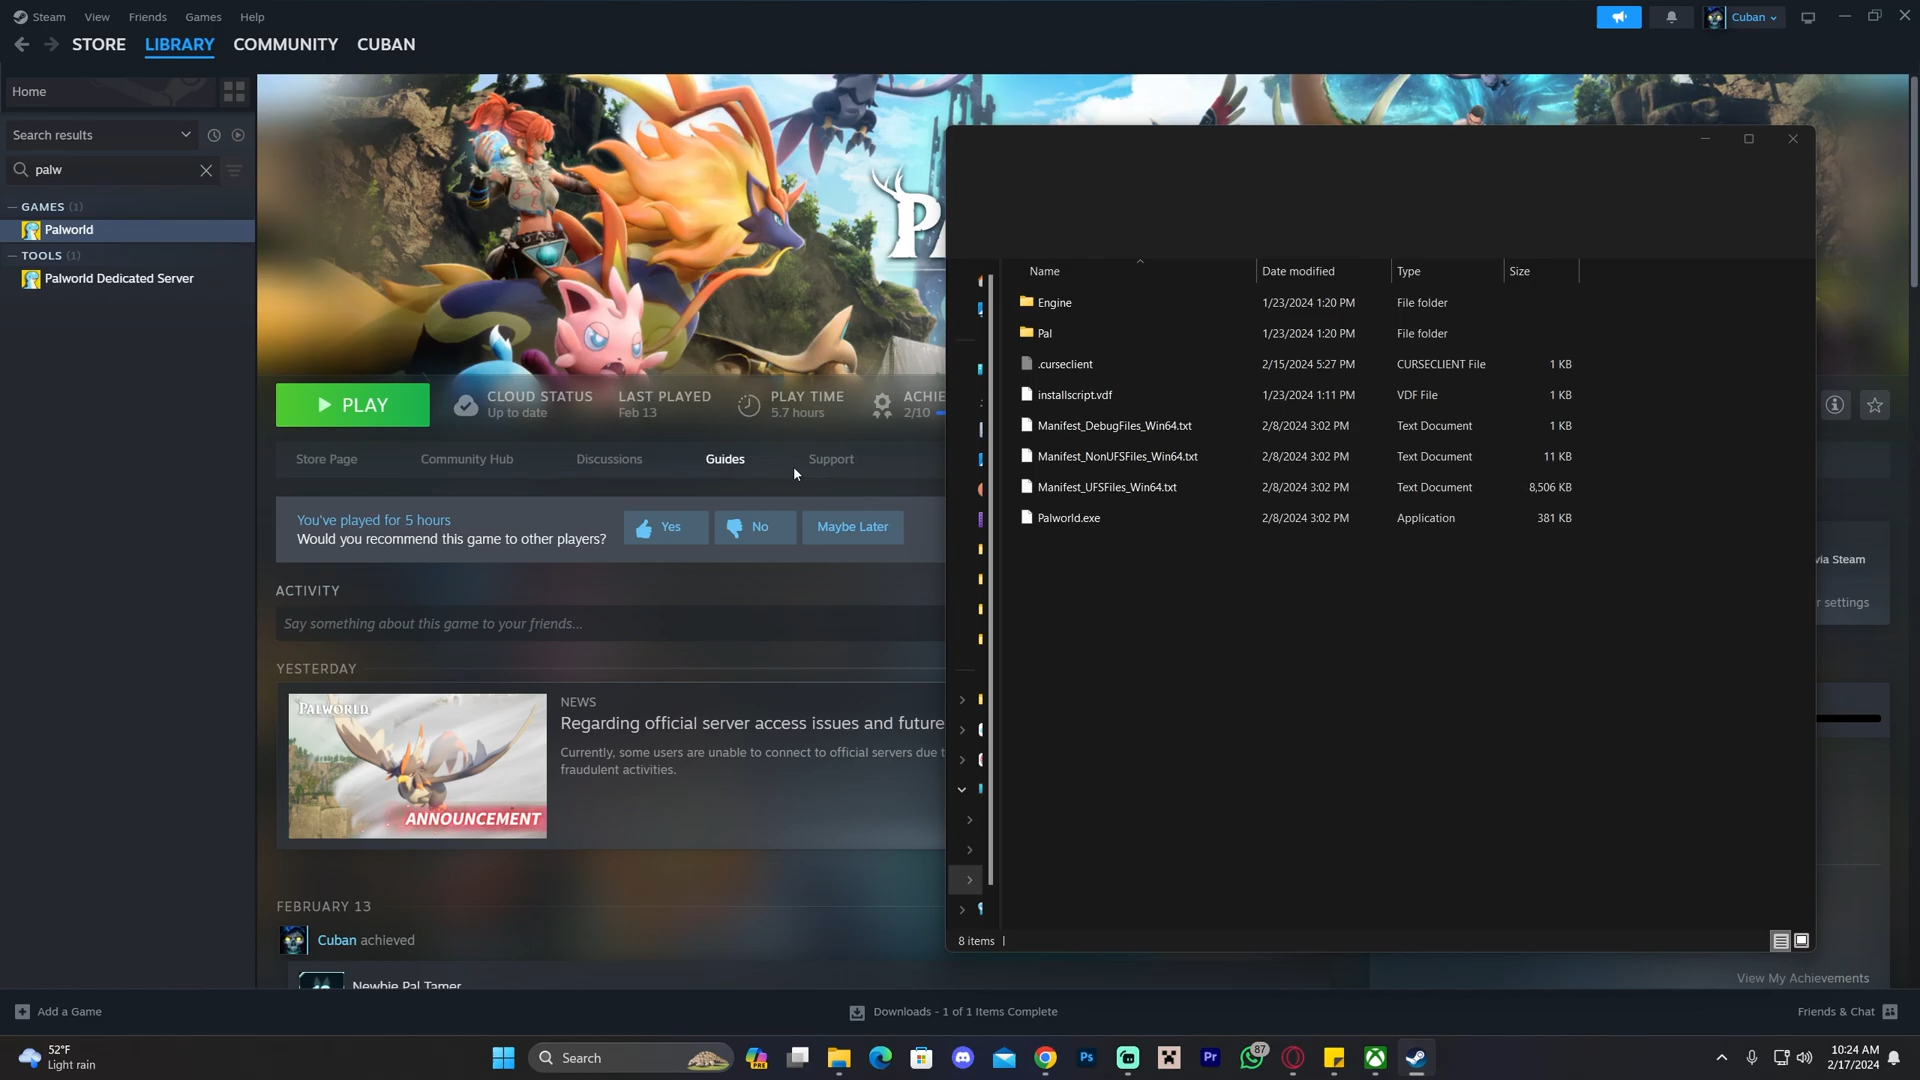 Steam View Friends Games Help
Cuban
STORE LIBRARY COMMUNITY CUBAN
Home
Search results
palw
GAMES (1)
Palworld
TOOLS (1)
Palworld Dedicated Server
PLAY
CLOUD STATUS
Up to date
LAST PLAYED
Feb 13
PLAY TIME
5.7 hours
ACHIE
2/10
Store Page Community Hub Discussions Guides Support
You've played for 5 hours
Would you recommend this game to other players?
Yes No Maybe Later
ACTIVITY
Say something about this game to your friends...
YESTERDAY
PALWORLD
ANNOUNCEMENT
NEWS
Regarding official server access issues and future
Currently, some users are unable to connect to official servers due t
fraudulent activities.
FEBRUARY 13
Cuban achieved
Newbie Pal Tamer
Name Date modified Type Size
Engine 1/23/2024 1:20 PM File folder
Pal 1/23/2024 1:20 PM File folder
.curseclient 2/15/2024 5:27 PM CURSECLIENT File 1 KB
installscript.vdf 1/23/2024 1:11 PM VDF File 1 KB
Manifest_DebugFiles_Win64.txt 2/8/2024 3:02 PM Text Document 1 KB
Manifest_NonUFSFiles_Win64.txt 2/8/2024 3:02 PM Text Document 11 KB
Manifest_UFSFiles_Win64.txt 2/8/2024 3:02 PM Text Document 8,506 KB
Palworld.exe 2/8/2024 3:02 PM Application 381 KB
8 items
via Steam
r settings
View My Achievements
Add a Game
Downloads - 1 of 1 Items Complete
Friends & Chat
52°F
Light rain
Search
PRE
Ps
Pr
87
10:24 AM
2/17/2024